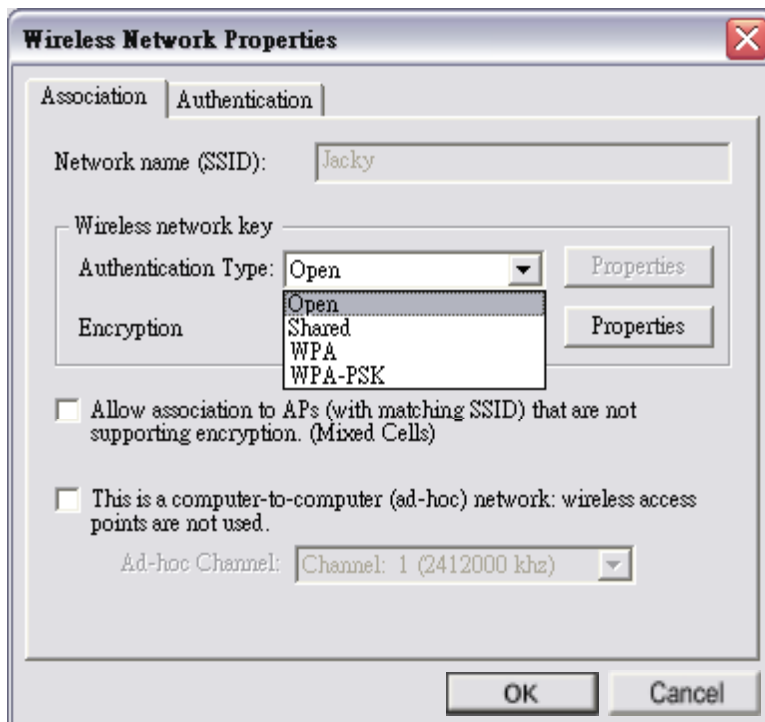 Wireless Network Properties
Association
Authentication
Network name (SSID):
Jacky
Wireless network key
Authentication Type:
Open
Properties
Open
Shared
WPA
WPA-PSK
Encryption
Properties
Allow association to APs (with matching SSID) that are not
supporting encryption. (Mixed Cells)
This is a computer-to-computer (ad-hoc) network: wireless access
points are not used.
Ad-hoc Channel:
Channel: 1 (2412000 khz)
OK
Cancel